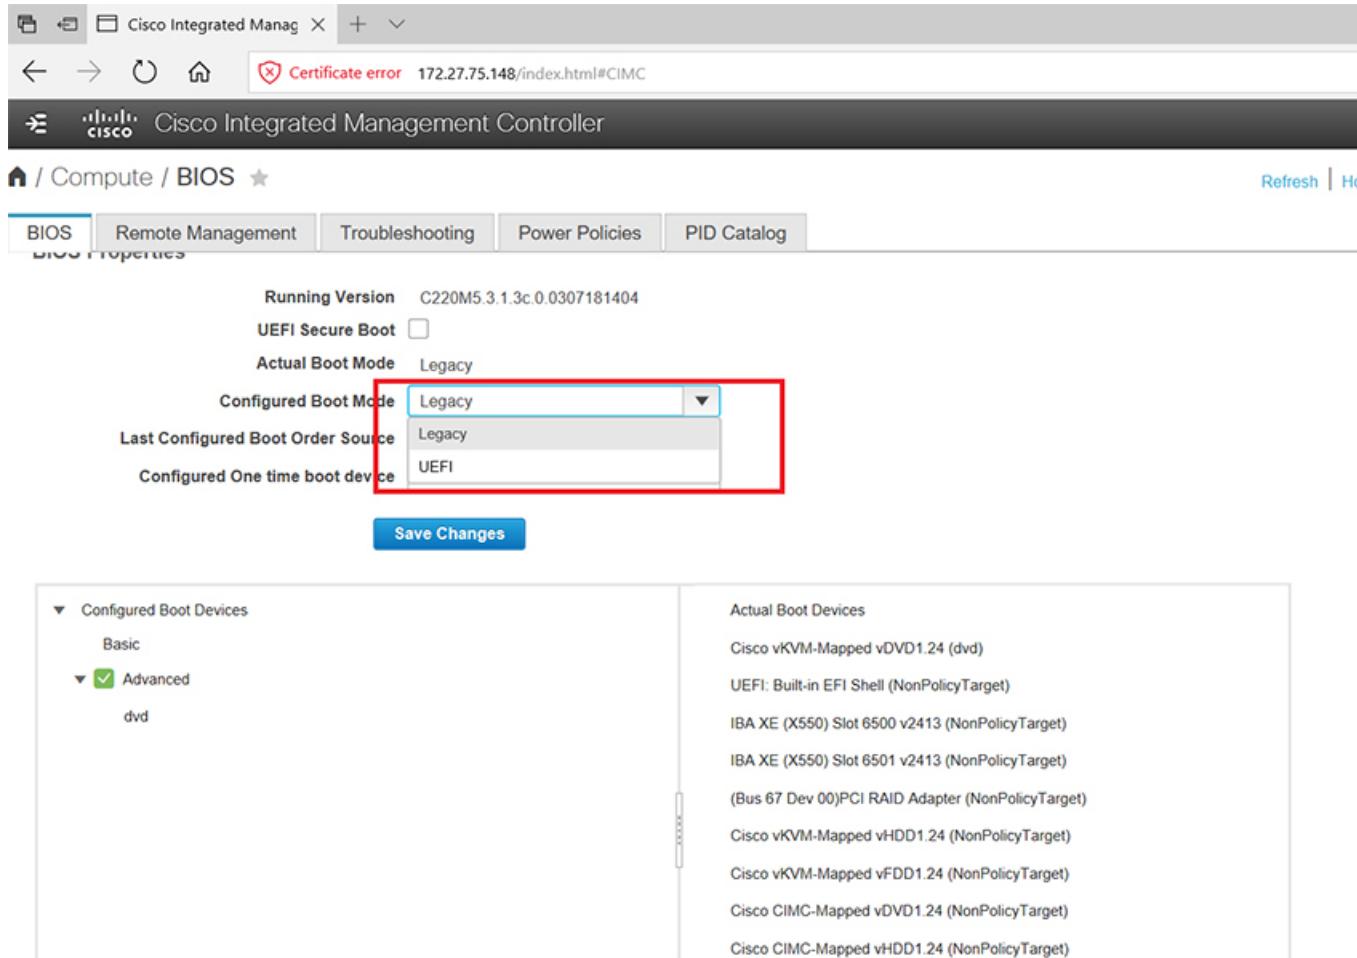 Cisco Integrated Manag
Certificate error 172.27.75.148/index.html#CIMC
cisco Cisco Integrated Management Controller
/ Compute / BIOS
Refresh
BIOS Remote Management Troubleshooting Power Policies PID Catalog
BIOS Properties
Running Version C220M5.3.1.3c.0.0307181404
UEFI Secure Boot
Actual Boot Mode Legacy
Configured Boot Mode Legacy
Last Configured Boot Order Source Legacy
UEFI
Configured One time boot device
Save Changes
Configured Boot Devices
Basic
Advanced
dvd
Actual Boot Devices
Cisco vKVM-Mapped vDVD1.24 (dvd)
UEFI: Built-in EFI Shell (NonPolicyTarget)
IBA XE (X550) Slot 6500 v2413 (NonPolicyTarget)
IBA XE (X550) Slot 6501 v2413 (NonPolicyTarget)
(Bus 67 Dev 00)PCI RAID Adapter (NonPolicyTarget)
Cisco vKVM-Mapped vHDD1.24 (NonPolicyTarget)
Cisco vKVM-Mapped vFDD1.24 (NonPolicyTarget)
Cisco CIMC-Mapped vDVD1.24 (NonPolicyTarget)
Cisco CIMC-Mapped vHDD1.24 (NonPolicyTarget)